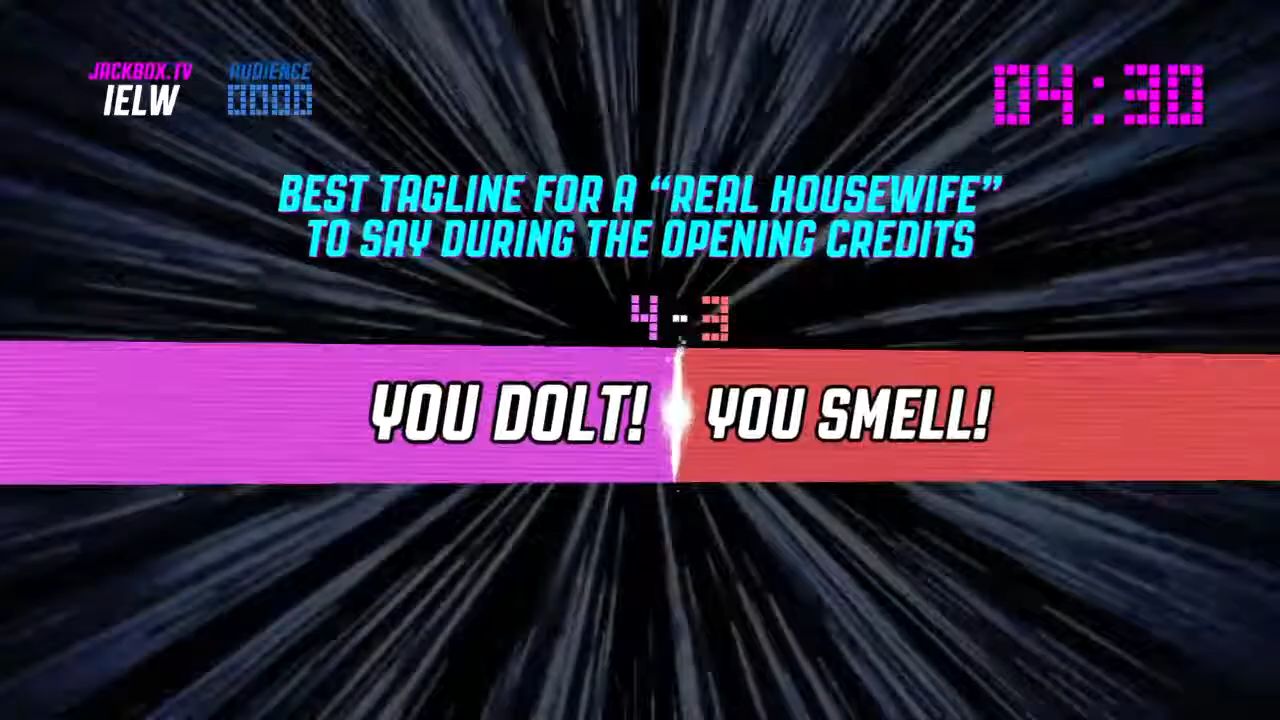 JACKBOX.TV
IELW
AUDIENCE
0000
04:30
BEST TAGLINE FOR A “REAL HOUSEWIFE”
TO SAY DURING THE OPENING CREDITS
4-3
YOU DOLT!
YOU SMELL!